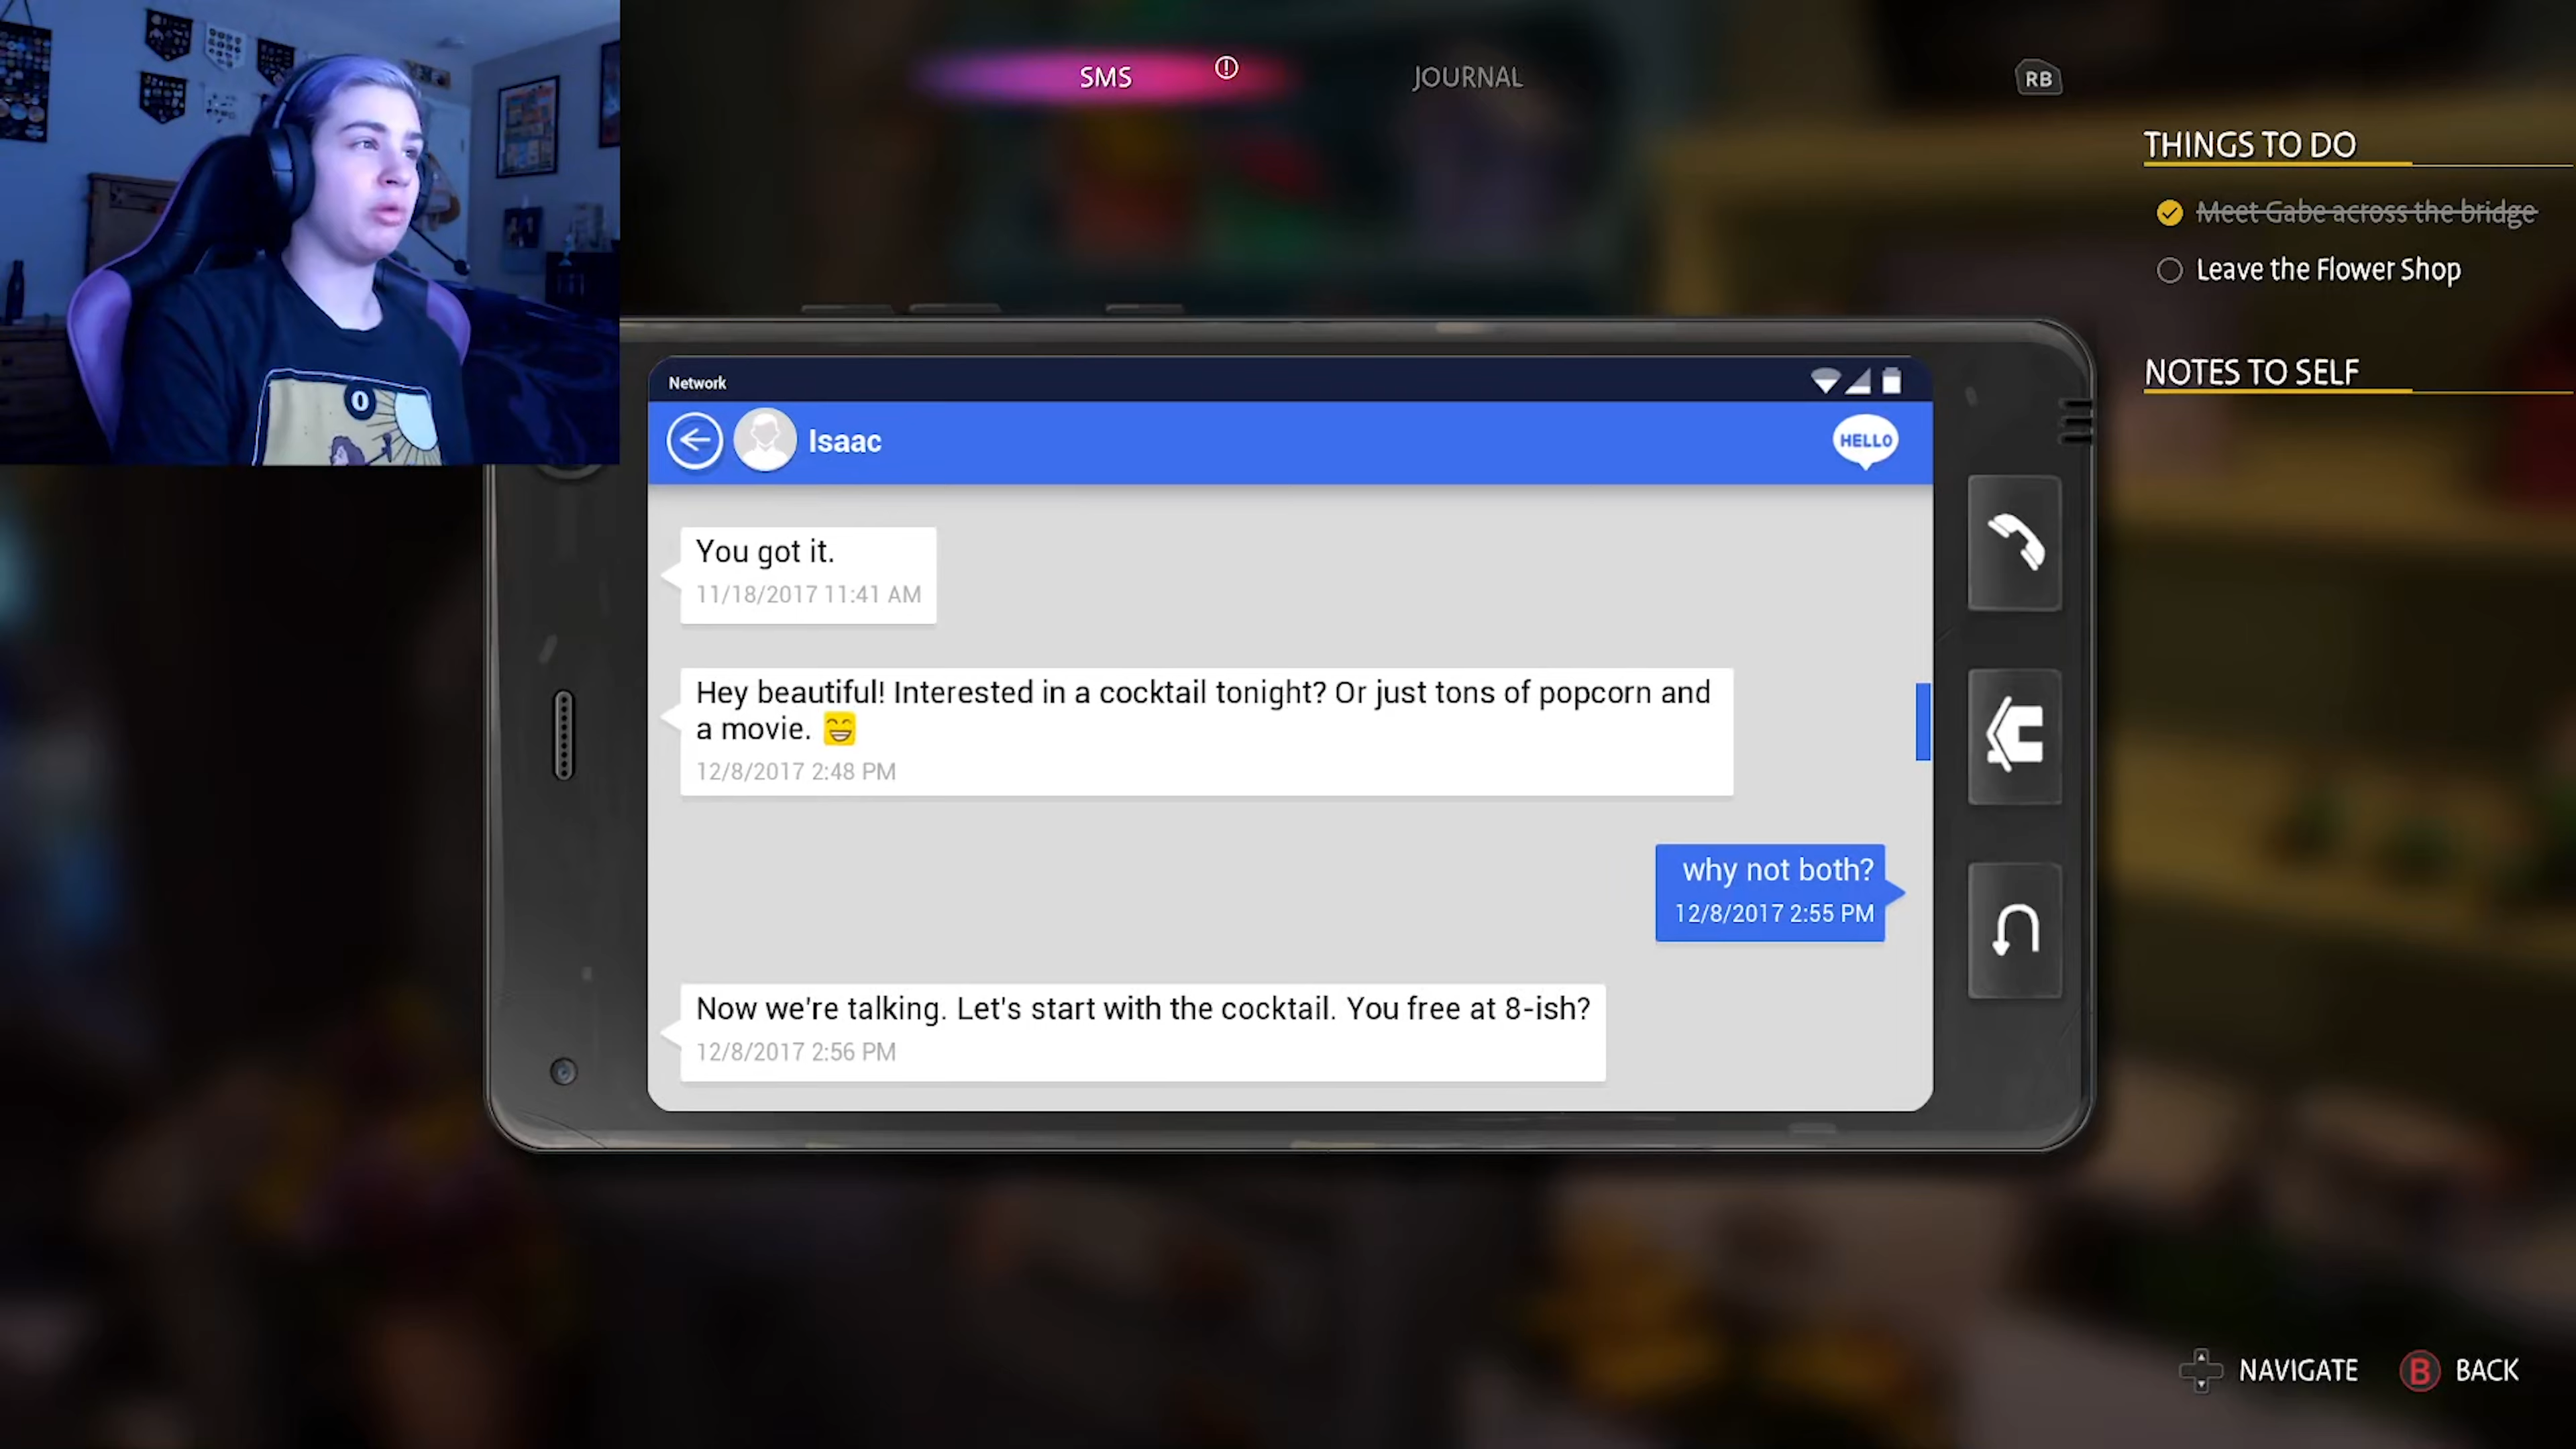 SMS
JOURNAL
RB
THINGS TO DO
Meet Gabe across the bridge
Leave the Flower Shop
NOTES TO SELF
Network
Isaac
HELLO
You got it.
11/18/2017 11:41 AM
Hey beautiful! Interested in a cocktail tonight? Or just tons of popcorn and
a movie. 😄
12/8/2017 2:48 PM
why not both?
12/8/2017 2:55 PM
Now we're talking. Let's start with the cocktail. You free at 8-ish?
12/8/2017 2:56 PM
0
NAVIGATE
B BACK